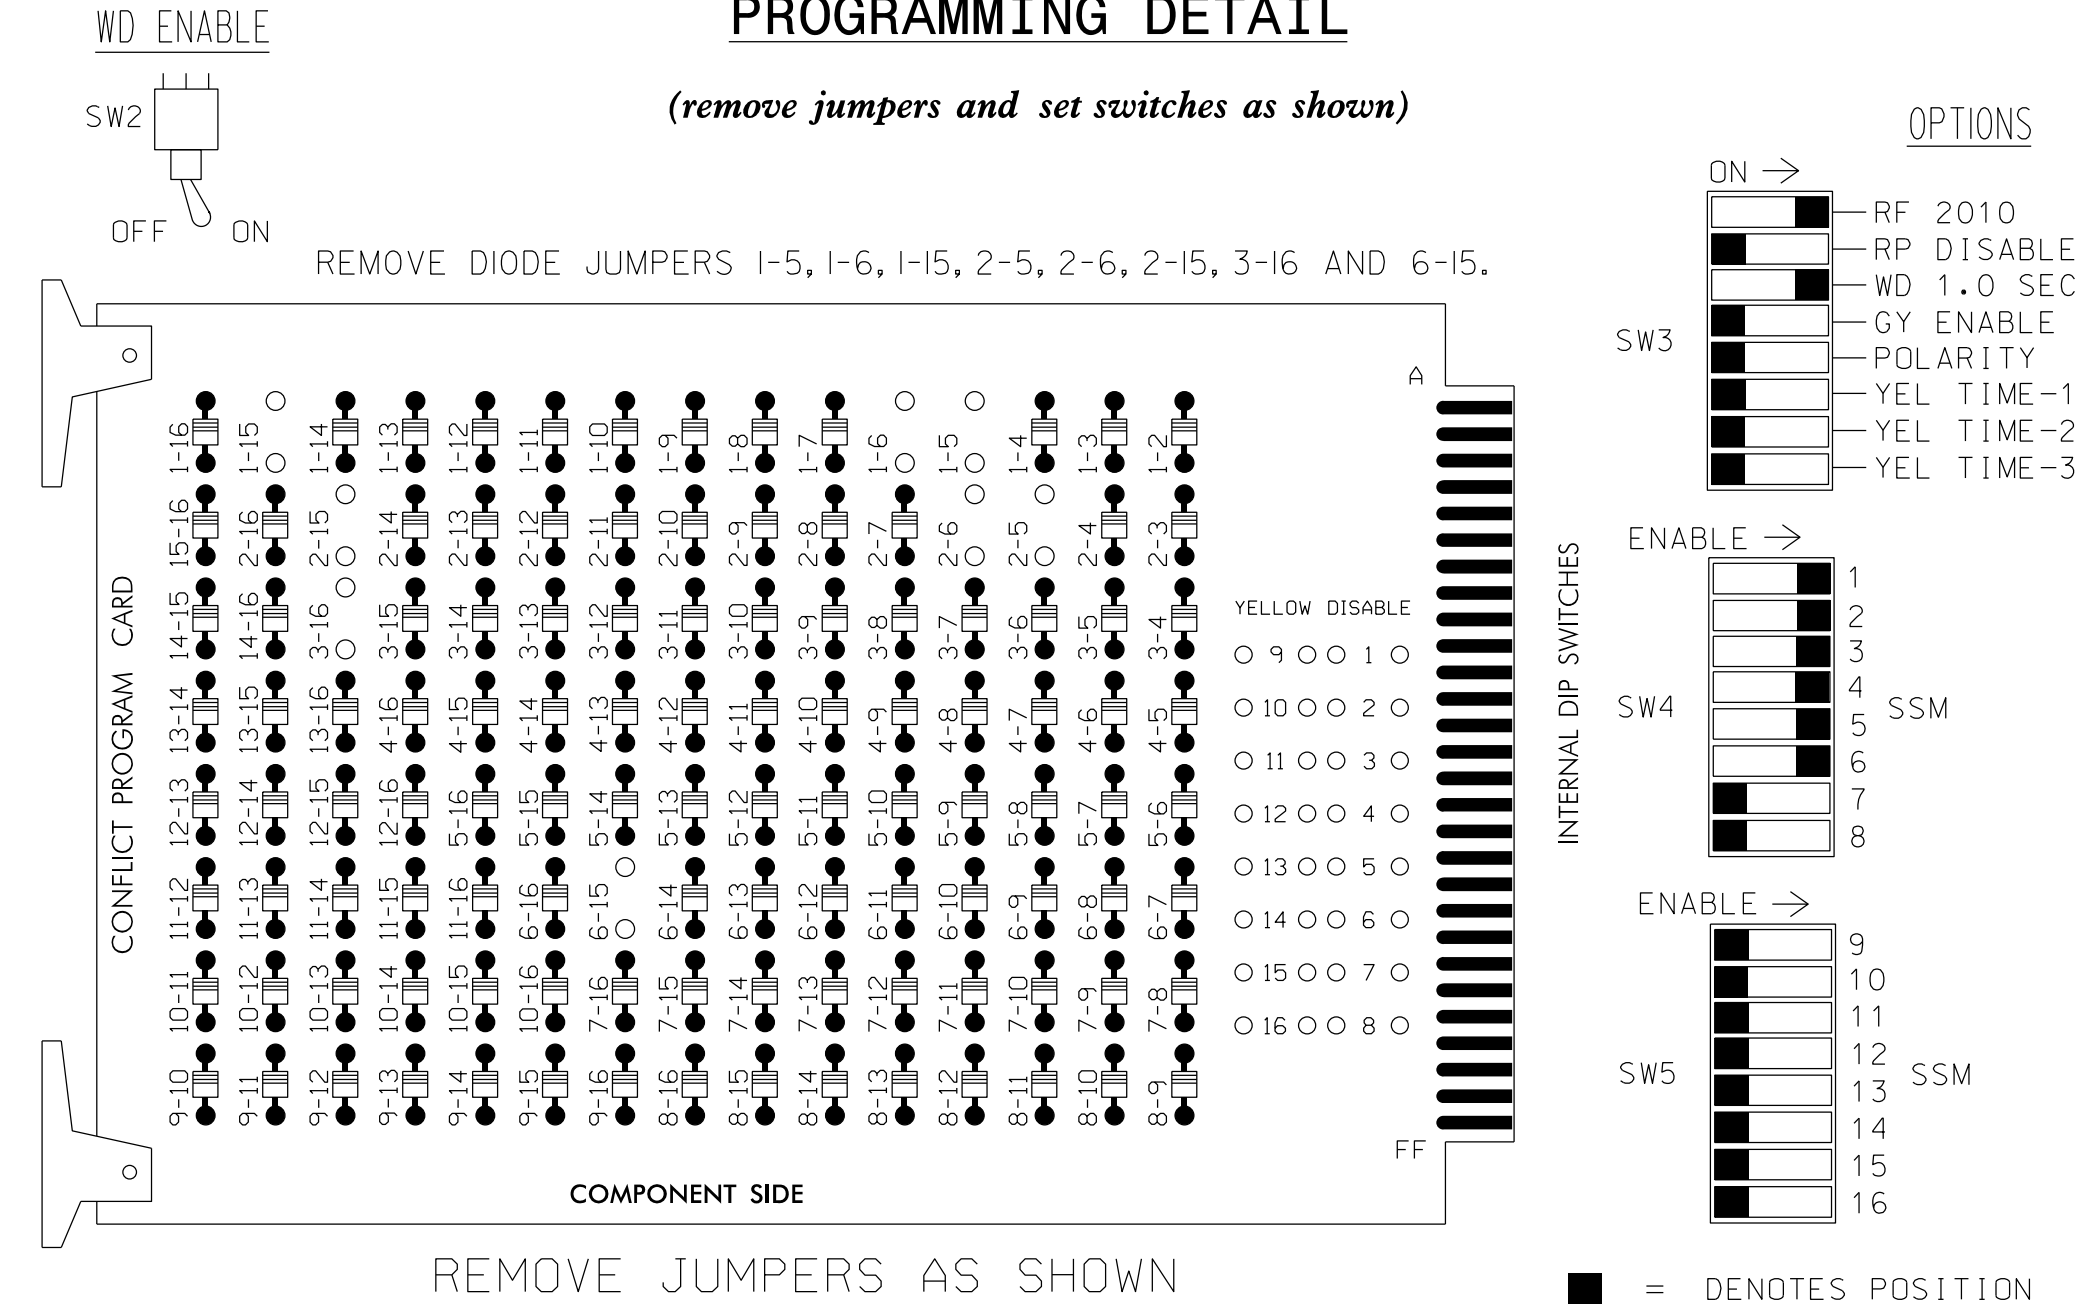 PROGRAMMING DETAIL
(remove jumpers and set switches as shown)
WD ENABLE
SW2
OFF ON
REMOVE DIODE JUMPERS 1-5, 1-6, 1-15, 2-5, 2-6, 2-15, 3-16 AND 6-15.
CONFLICT PROGRAM CARD
1-16 1-15 1-14 1-13 1-12 1-11 1-10 1-9 1-8 1-7 1-6 1-5 1-4 1-3 1-2
15-16 2-16 2-15 2-14 2-13 2-12 2-11 2-10 2-9 2-8 2-7 2-6 2-5 2-4 2-3
14-15 14-16 3-16 3-15 3-14 3-13 3-12 3-11 3-10 3-9 3-8 3-7 3-6 3-5 3-4
13-14 13-15 13-16 4-16 4-15 4-14 4-13 4-12 4-11 4-10 4-9 4-8 4-7 4-6 4-5
12-13 12-14 12-15 12-16 5-16 5-15 5-14 5-13 5-12 5-11 5-10 5-9 5-8 5-7 5-6
11-12 11-13 11-14 11-15 11-16 6-16 6-15 6-14 6-13 6-12 6-11 6-10 6-9 6-8 6-7
10-11 10-12 10-13 10-14 10-15 10-16 7-16 7-15 7-14 7-13 7-12 7-11 7-10 7-9 7-8
9-10 9-11 9-12 9-13 9-14 9-15 9-16 8-16 8-15 8-14 8-13 8-12 8-11 8-10 8-9
COMPONENT SIDE
A
YELLOW DISABLE
9 1
10 2
11 3
12 4
13 5
14 6
15 7
16 8
FF
INTERNAL DIP SWITCHES
OPTIONS
ON
SW3
RF 2010
RP DISABLE
WD 1.0 SEC
GY ENABLE
POLARITY
YEL TIME-1
YEL TIME-2
YEL TIME-3
ENABLE
SW4
1
2
3
4
5
6
7
8
SSM
ENABLE
SW5
9
10
11
12
13
14
15
16
SSM
REMOVE JUMPERS AS SHOWN
= DENOTES POSITION